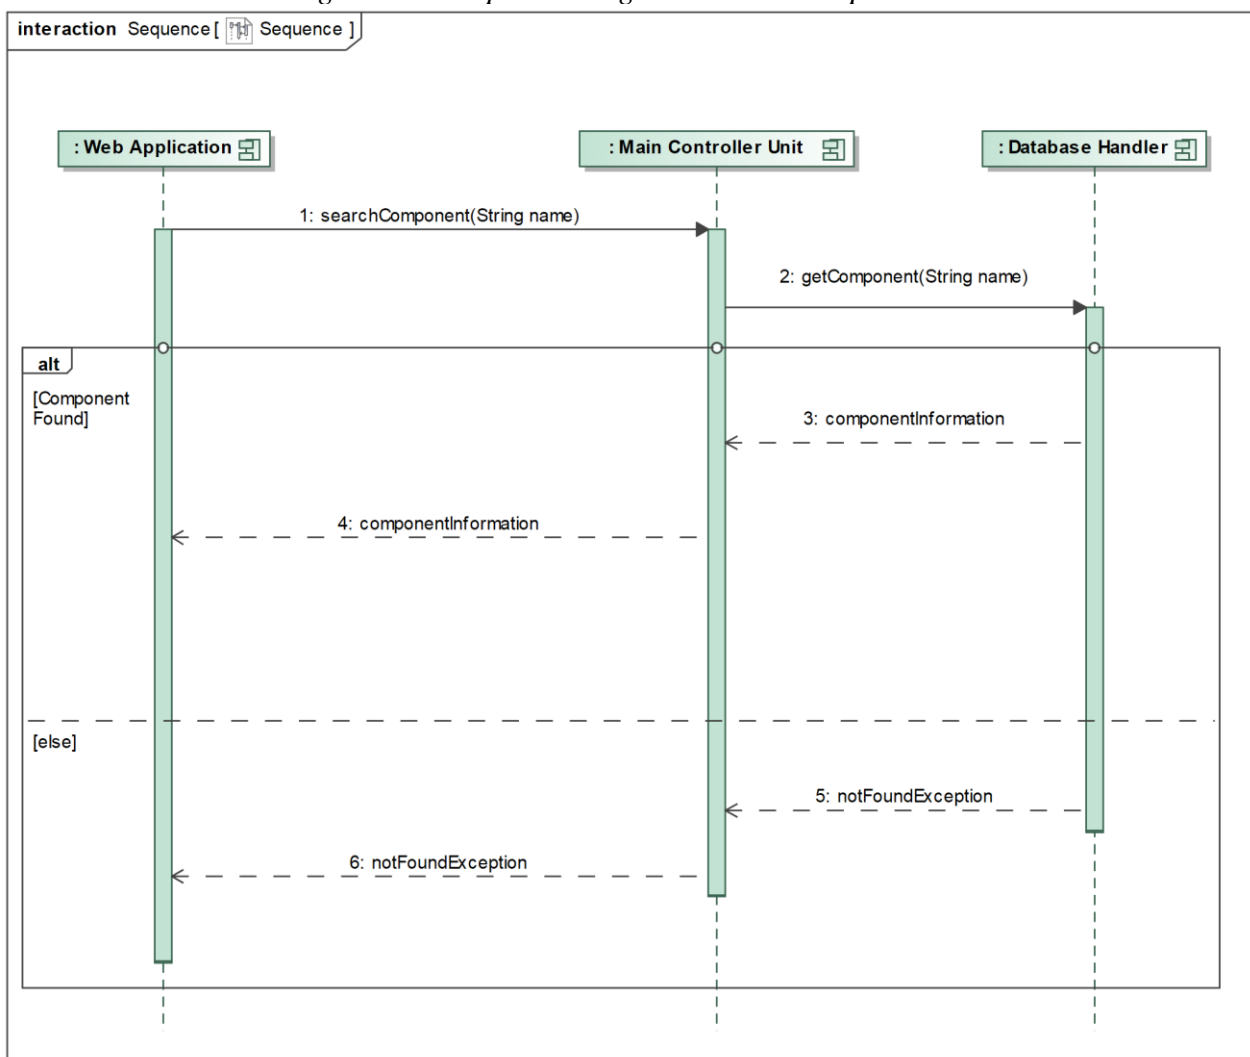 interaction Sequence [ Sequence ]
: Web Application
: Main Controller Unit
: Database Handler
1: searchComponent(String name)
2: getComponent(String name)
alt
[Component
Found]
3: componentInformation
4: componentInformation
[else]
5: notFoundException
6: notFoundException